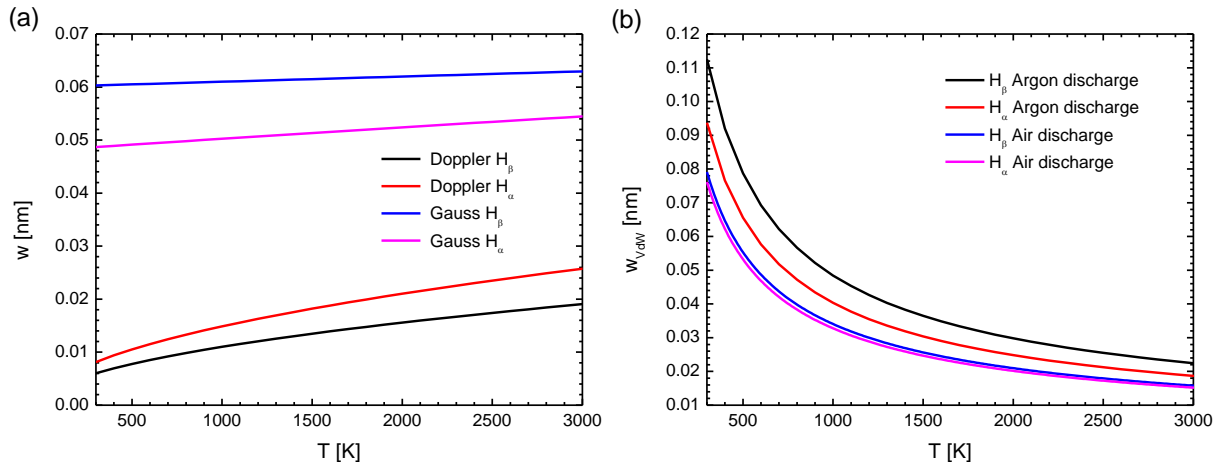 (a)
0.07
0.06
0.05
0.04
0.03
0.02
0.01
0.00
w [nm]
Doppler Hβ
Doppler Hα
Gauss Hβ
Gauss Hα
500 1000 1500 2000 2500 3000
T [K]
(b)
0.12
0.11
0.10
0.09
0.08
0.07
0.06
0.05
0.04
0.03
0.02
0.01
wVdW [nm]
Hβ Argon discharge
Hα Argon discharge
Hβ Air discharge
Hα Air discharge
500 1000 1500 2000 2500 3000
T [K]